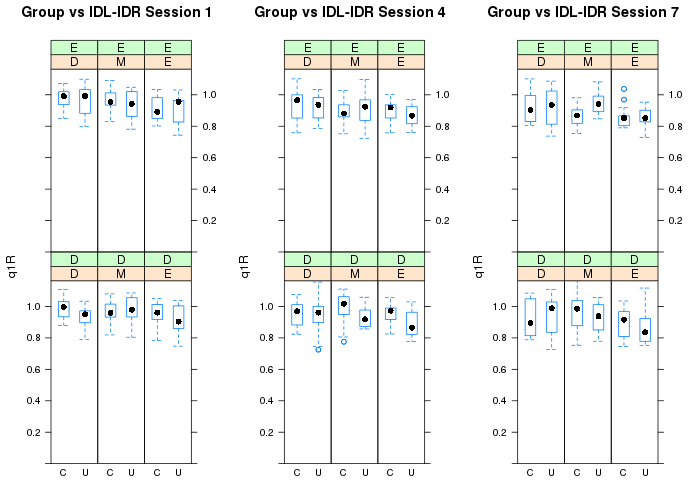 Group vs IDL-IDR Session 1
Group vs IDL-IDR Session 4
Group vs IDL-IDR Session 7
E E E E E E E E E
D M E D M E D M E
1.0 1.0 1.0
0.8 0.8 0.8
0.6 0.6 0.6
0.4 0.4 0.4
0.2 0.2 0.2
q1R q1R q1R
D D D D D D D D D
D M E D M E D M E
1.0 1.0 1.0
0.8 0.8 0.8
0.6 0.6 0.6
0.4 0.4 0.4
0.2 0.2 0.2
C U C U C U C U C U C U C U C U C U